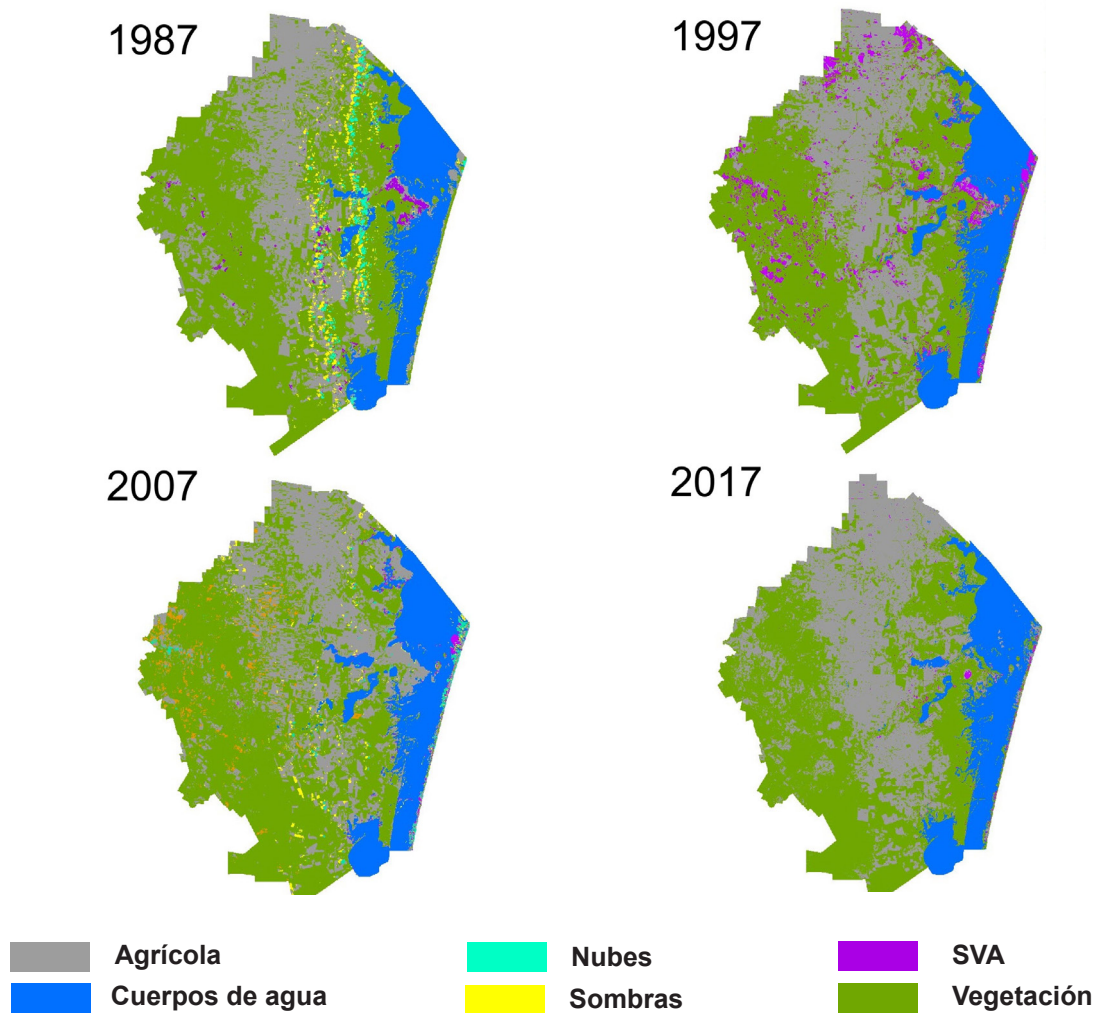 1987
1997
2007
2017
Agrícola
Nubes
SVA
Cuerpos de agua
Sombras
Vegetación